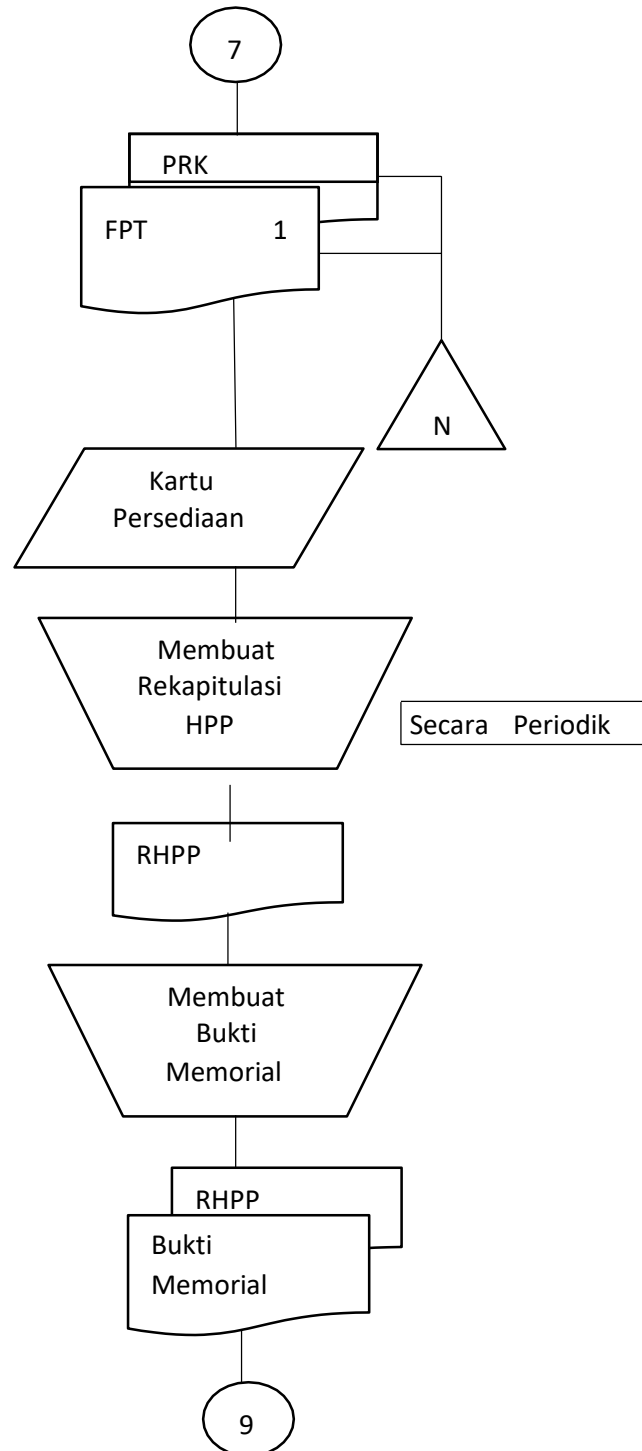 7
PRK
FPT 1
N
Kartu
Persediaan
Membuat
Rekapitulasi
HPP
Secara Periodik
RHPP
Membuat
Bukti
Memorial
RHPP
Bukti
Memorial
9